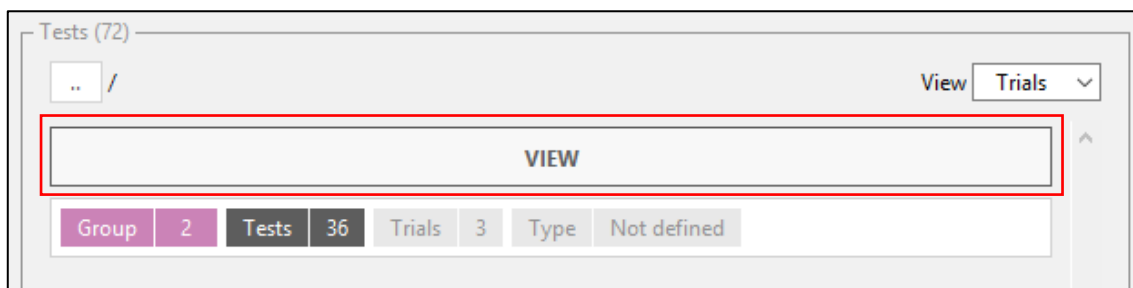 Tests (72)
.. / View Trials
VIEW
Group 2 Tests 36 Trials 3 Type Not defined